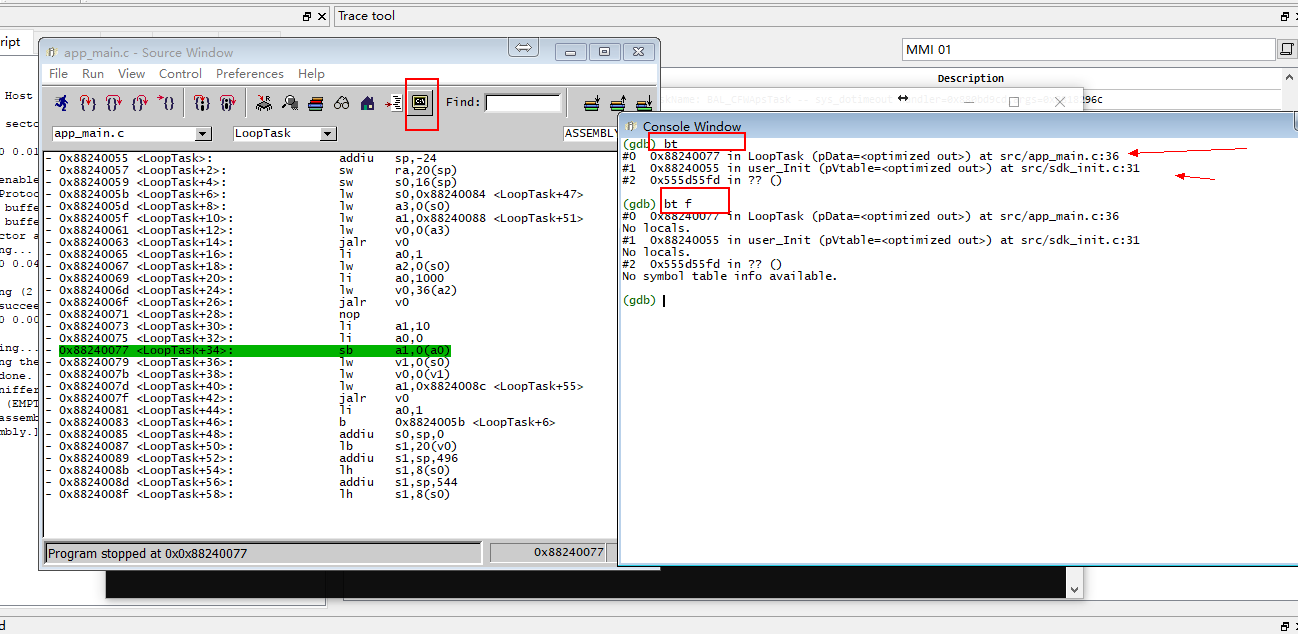 Trace tool
ript
MMI 01
Description
Host
secto
0 0.01
enable
Protoc
buffe
buffe
ctor a
ng...
0 0.04
ng (2
succee
0 0.00
ing...
ng the
done.
niffer
(EMPT
assemb
mbly.]
d
app_main.c - Source Window
File Run View Control Preferences Help
Find:
app_main.c LoopTask ASSEMBLY
- 0x88240055 <LoopTask>: addiu sp,-24
- 0x88240057 <LoopTask+2>: sw ra,20(sp)
- 0x88240059 <LoopTask+4>: sw s0,16(sp)
- 0x8824005b <LoopTask+6>: lw s0,0x88240084 <LoopTask+47>
- 0x8824005d <LoopTask+8>: lw a3,0(s0)
- 0x8824005f <LoopTask+10>: lw a1,0x88240088 <LoopTask+51>
- 0x88240061 <LoopTask+12>: lw v0,0(a3)
- 0x88240063 <LoopTask+14>: jalr v0
- 0x88240065 <LoopTask+16>: li a0,1
- 0x88240067 <LoopTask+18>: lw a2,0(s0)
- 0x88240069 <LoopTask+20>: li a0,1000
- 0x8824006d <LoopTask+24>: lw v0,36(a2)
- 0x8824006f <LoopTask+26>: jalr v0
- 0x88240071 <LoopTask+28>: nop
- 0x88240073 <LoopTask+30>: li a1,10
- 0x88240075 <LoopTask+32>: li a0,0
- 0x88240077 <LoopTask+34>: sb a1,0(a0)
- 0x88240079 <LoopTask+36>: lw v1,0(s0)
- 0x8824007b <LoopTask+38>: lw v0,0(v1)
- 0x8824007d <LoopTask+40>: lw a1,0x8824008c <LoopTask+55>
- 0x8824007f <LoopTask+42>: jalr v0
- 0x88240081 <LoopTask+44>: li a0,1
- 0x88240083 <LoopTask+46>: b 0x8824005b <LoopTask+6>
- 0x88240085 <LoopTask+48>: addiu s0,sp,0
- 0x88240087 <LoopTask+50>: lb s1,20(v0)
- 0x88240089 <LoopTask+52>: addiu s1,sp,496
- 0x8824008b <LoopTask+54>: lh s1,8(s0)
- 0x8824008d <LoopTask+56>: addiu s1,sp,544
- 0x8824008f <LoopTask+58>: lh s1,8(s0)
Program stopped at 0x0x88240077
0x88240077
Console Window
(gdb) bt
#0 0x88240077 in LoopTask (pData=<optimized out>) at src/app_main.c:36
#1 0x88240055 in user_Init (pVtable=<optimized out>) at src/sdk_init.c:31
#2 0x555d55fd in ?? ()
(gdb) bt f
#0 0x88240077 in LoopTask (pData=<optimized out>) at src/app_main.c:36
No locals.
#1 0x88240055 in user_Init (pVtable=<optimized out>) at src/sdk_init.c:31
No locals.
#2 0x555d55fd in ?? ()
No symbol table info available.
(gdb)